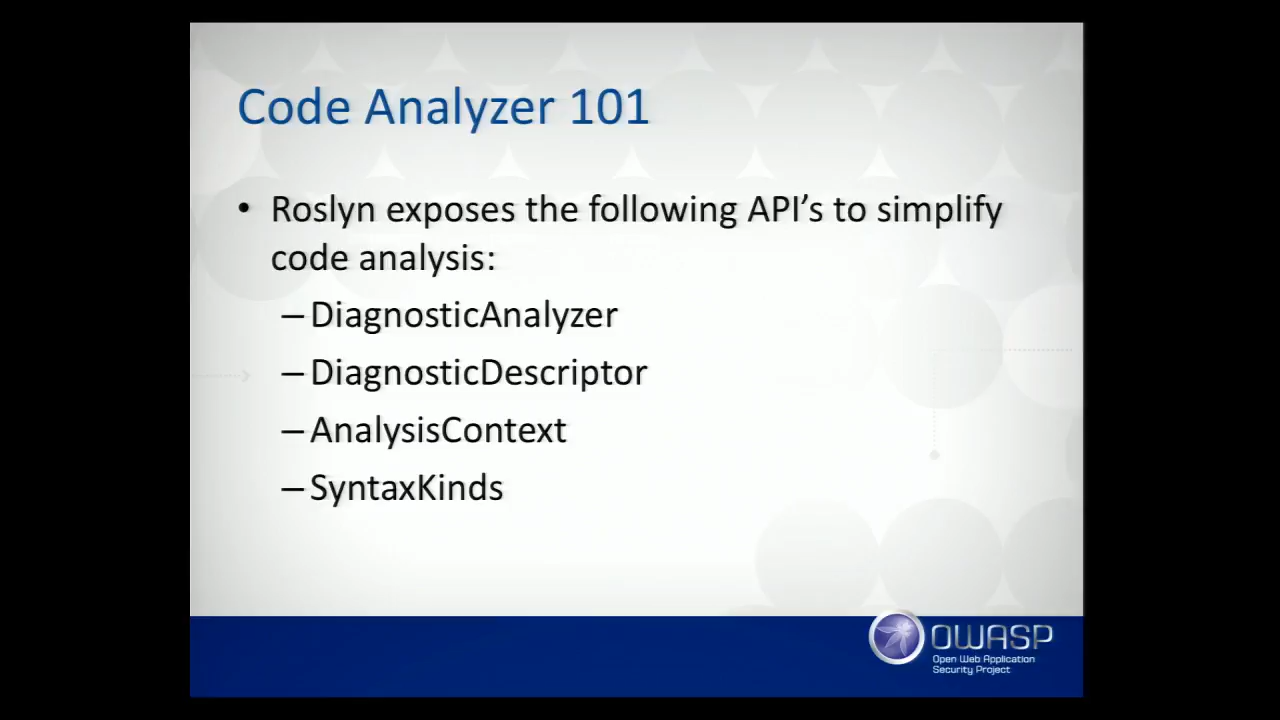 Code Analyzer 101
• Roslyn exposes the following API's to simplify
code analysis:
– DiagnosticAnalyzer
– DiagnosticDescriptor
– AnalysisContext
– SyntaxKinds
OWASP
Open Web Application
Security Project